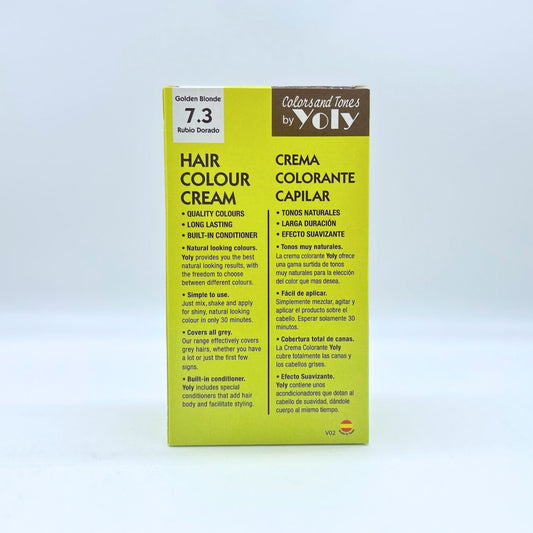 Golden Blonde
7.3
Rubio Dorado
Colors and Tones
by Yoly
HAIR
COLOUR
CREAM
• QUALITY COLOURS
• LONG LASTING
• BUILT-IN CONDITIONER
• Natural looking colours.
Yoly provides you the best
natural looking results, with
the freedom to choose
between different colours.
• Simple to use.
Just mix, shake and apply
for shiny, natural looking
colour in only 30 minutes.
• Covers all grey.
Our range effectively covers
grey hairs, whether you have
a lot or just the first few
signs.
• Built-in conditioner.
Yoly includes special
conditioners that add hair
body and facilitate styling.
CREMA
COLORANTE
CAPILAR
• TONOS NATURALES
• LARGA DURACIÓN
• EFECTO SUAVIZANTE
• Tonos muy naturales.
La crema colorante Yoly ofrece
una gama surtida de tonos
muy naturales para la elección
del color que mas desea.
• Fácil de aplicar.
Simplemente mezclar, agitar y
aplicar el producto sobre el
cabello. Esperar solamente 30
minutos.
• Cobertura total de canas.
La Crema Colorante Yoly
cubre totalmente las canas y
los cabellos grises.
• Efecto Suavizante.
Yoly contiene unos
acondicionadores que dotan al
cabello de suavidad, dándole
cuerpo al mismo tiempo.
V02